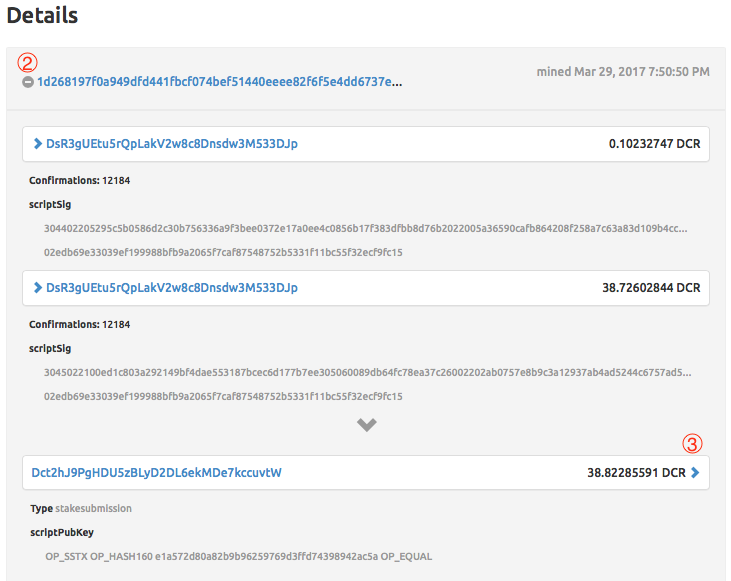 Details
②
1d268197f0a949dfd441fbcf074bef51440eeee82f6f5e4dd6737e...
mined Mar 29, 2017 7:50:50 PM
DsR3gUEtu5rQpLakV2w8c8Dnsdw3M533DJp 0.10232747 DCR
Confirmations: 12184
scriptSig
304402205295c5b0586d2c30b756336a9f3bee0372e17a0ee4c0856b17f383dfbb8d76b2022005a36590cafb864208f258a7c63a83d109b4cc...
02edb69e33039ef199988bfb9a2065f7caf87548752b5331f11bc55f32ecf9fc15
DsR3gUEtu5rQpLakV2w8c8Dnsdw3M533DJp 38.72602844 DCR
Confirmations: 12184
scriptSig
3045022100ed1c803a292149bf4dae553187bcec6d177b7ee305060089db64fc78ea37c26002202ab0757e8b9c3a12937ab4ad5244c6757ad5...
02edb69e33039ef199988bfb9a2065f7caf87548752b5331f11bc55f32ecf9fc15
③
Dct2hJ9PgHDU5zBLyD2DL6ekMDe7kccuvtW 38.82285591 DCR
Type stakesubmission
scriptPubKey
OP_SSTX OP_HASH160 e1a572d80a82b9b96259769d3ffd74398942ac5a OP_EQUAL